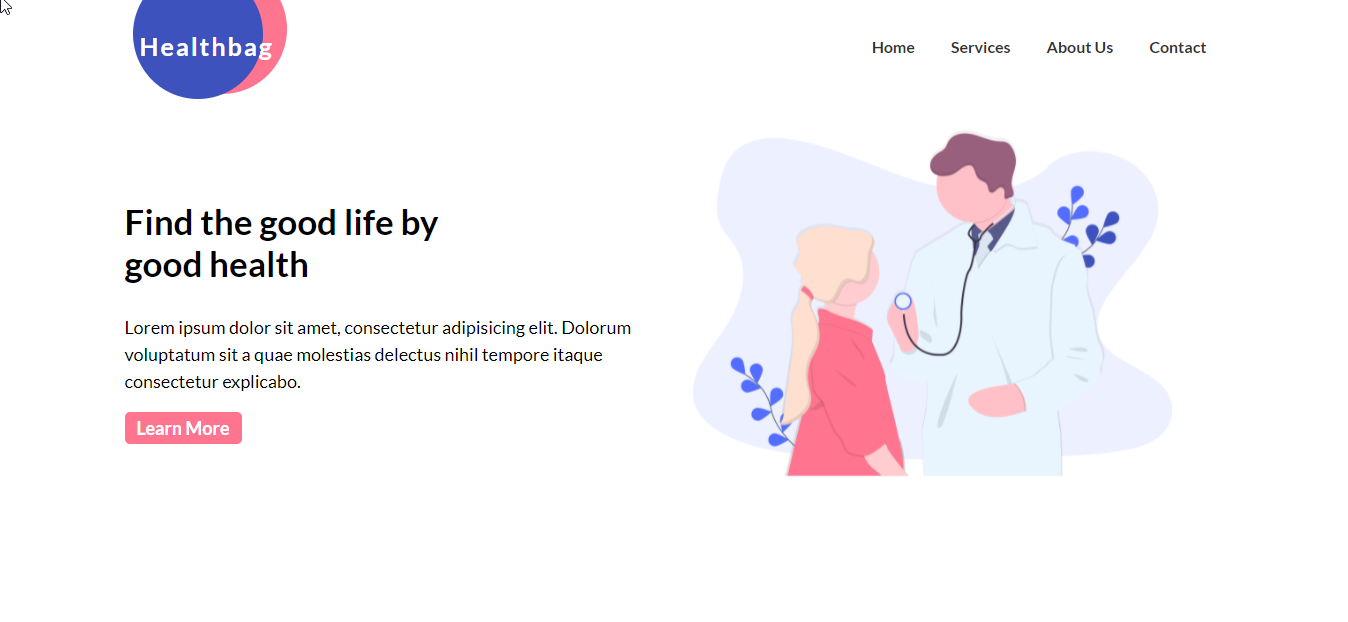 Healthbag
Home Services About Us Contact
Find the good life by
good health
Lorem ipsum dolor sit amet, consectetur adipisicing elit. Dolorum
voluptatum sit a quae molestias delectus nihil tempore itaque
consectetur explicabo.
Learn More